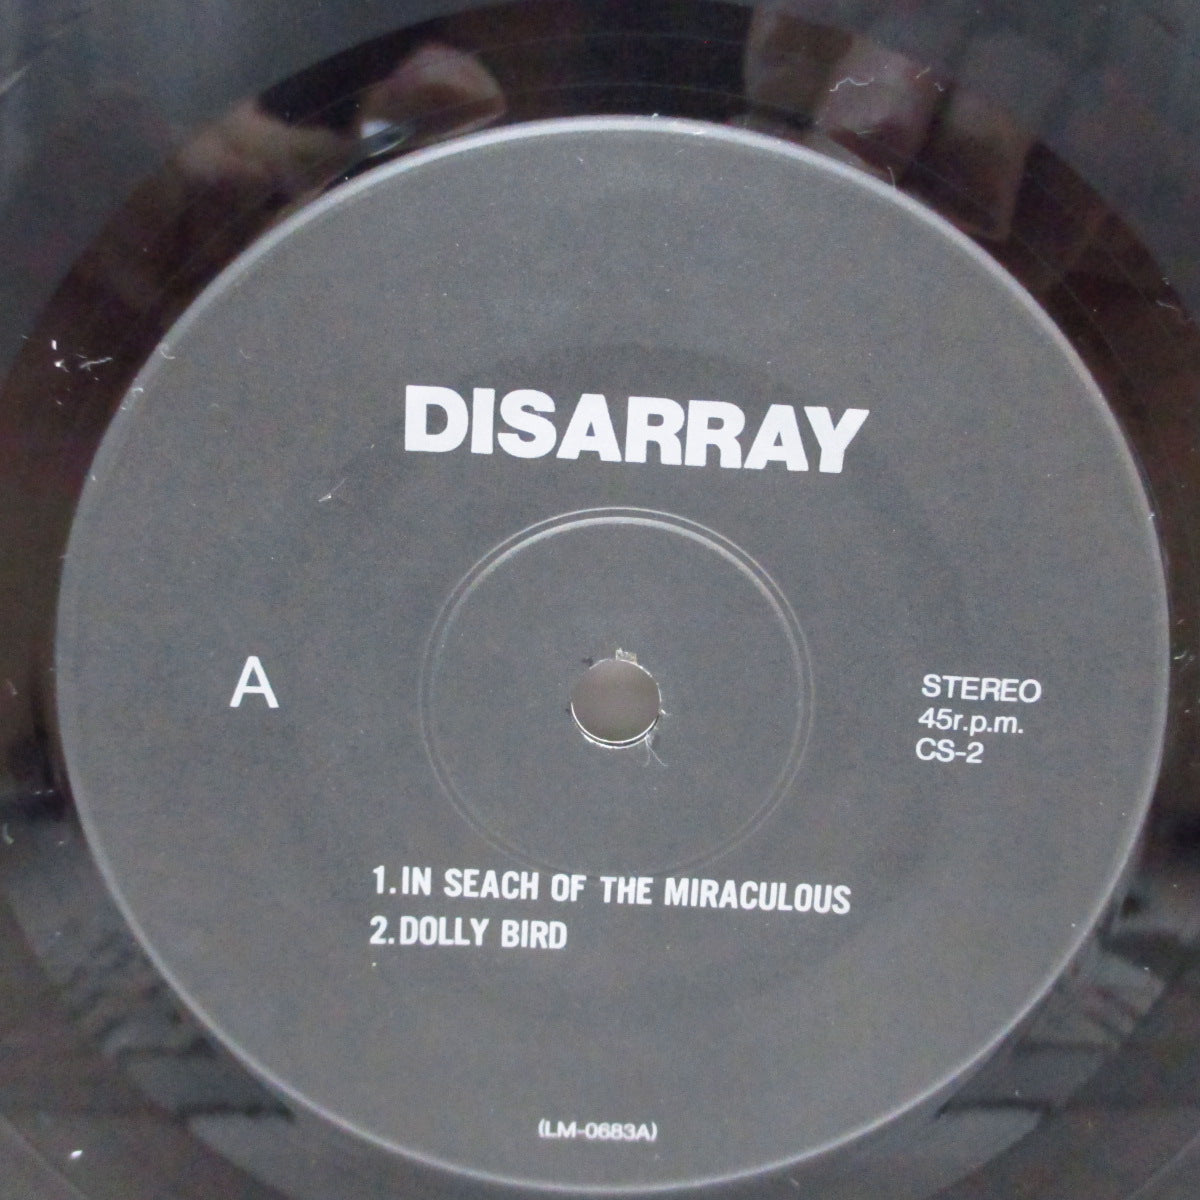 DISARRAY
A
STEREO
45r.p.m.
CS-2
1.IN SEACH OF THE MIRACULOUS
2.DOLLY BIRD
(LM-0683A)